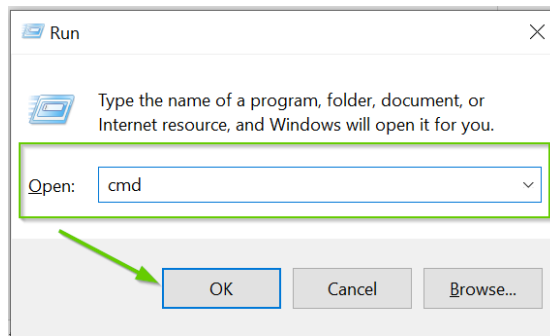 Run
Type the name of a program, folder, document, or
Internet resource, and Windows will open it for you.
Open: cmd
OK Cancel Browse...